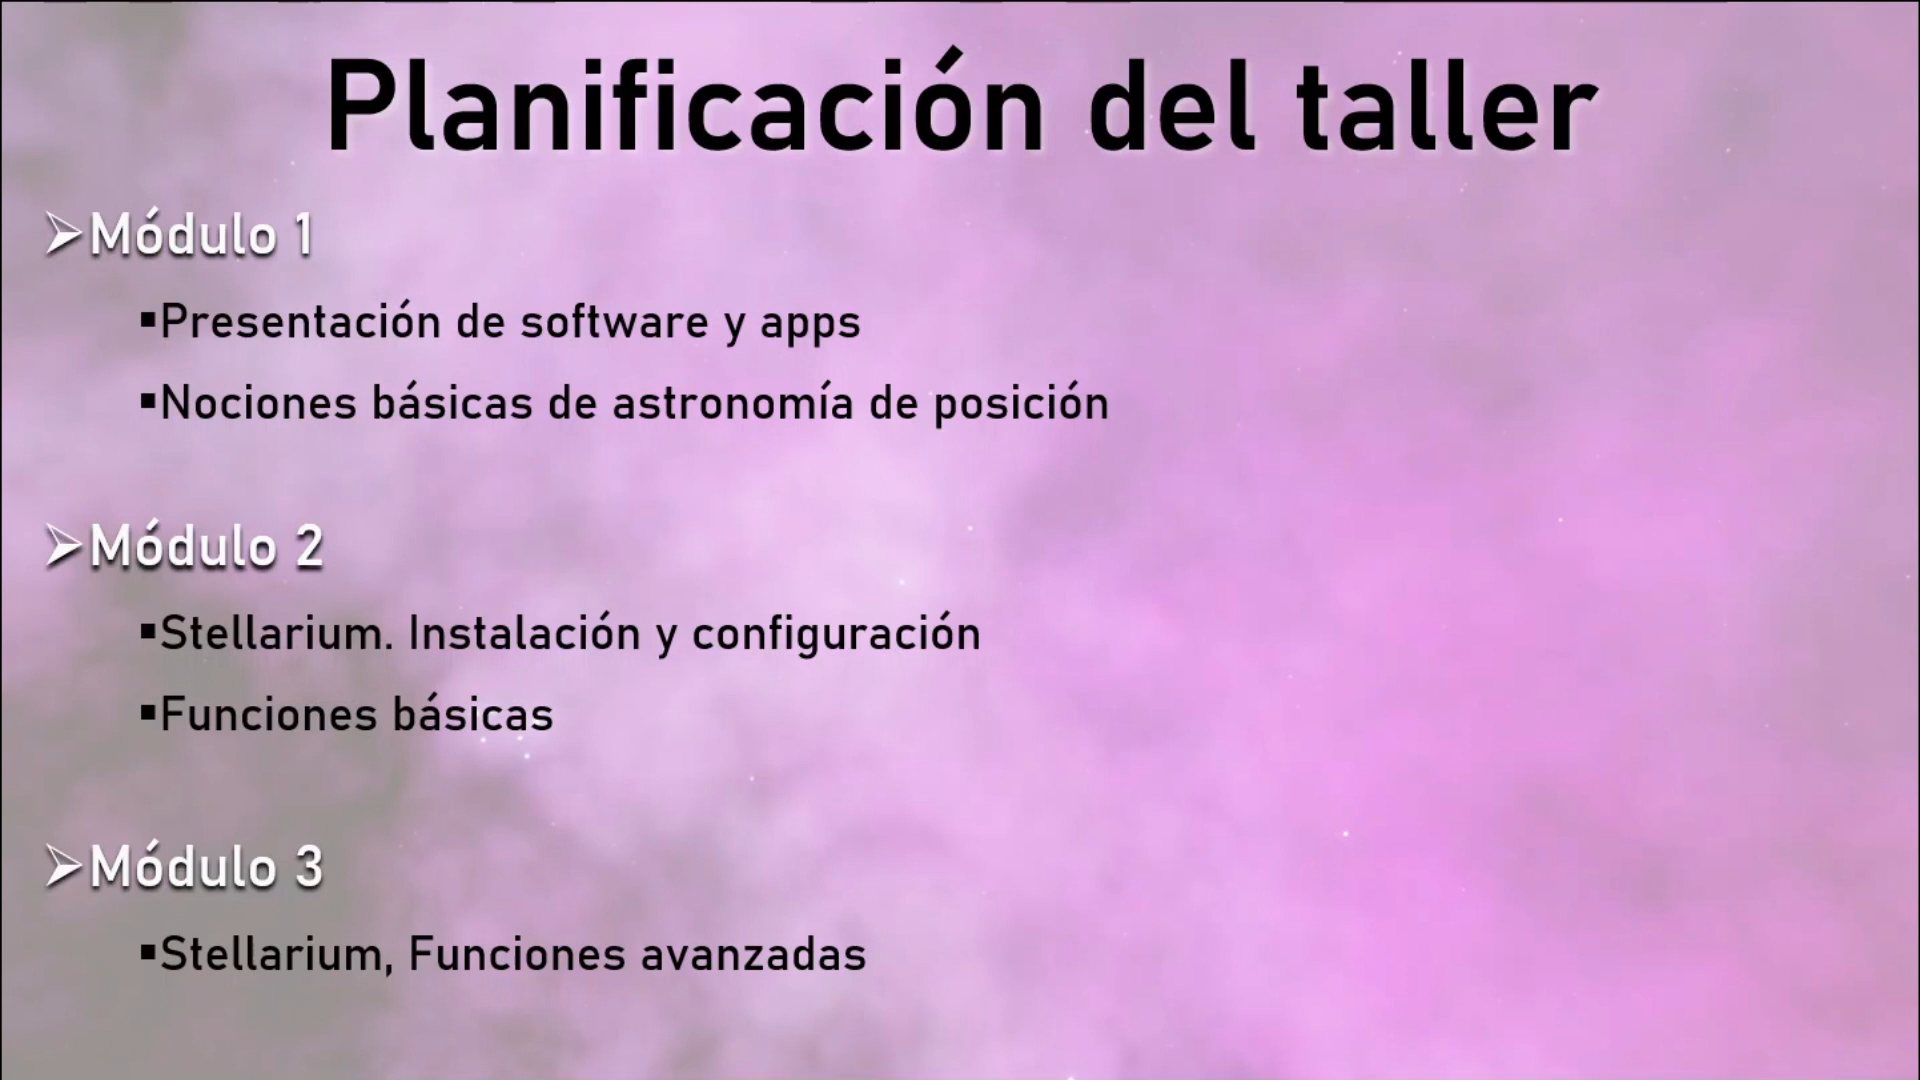 Planificación del taller
➢Módulo 1
▪Presentación de software y apps
▪Nociones básicas de astronomía de posición
➢Módulo 2
▪Stellarium. Instalación y configuración
▪Funciones básicas
➢Módulo 3
▪Stellarium, Funciones avanzadas